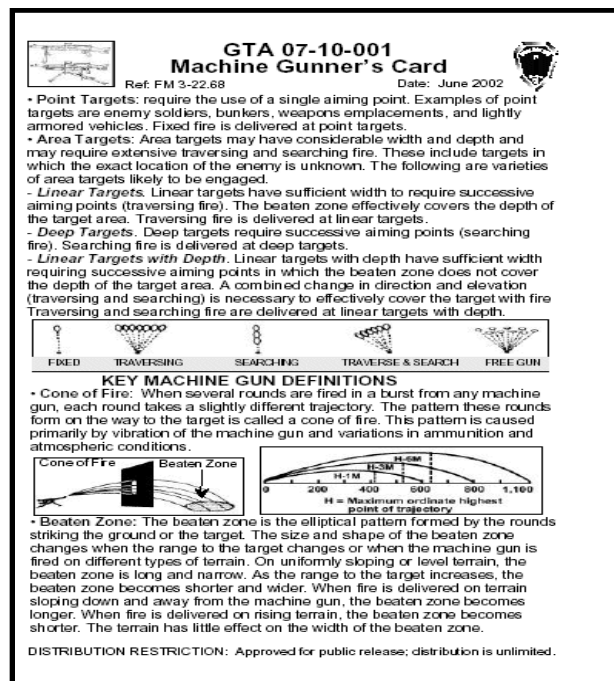 GTA 07-10-001
Machine Gunner's Card
Ref: FM 3-22.68 Date: June 2002
• Point Targets: require the use of a single aiming point. Examples of point
targets are enemy soldiers, bunkers, weapons emplacements, and lightly
armored vehicles. Fixed fire is delivered at point targets.
• Area Targets: Area targets may have considerable width and depth and
may require extensive traversing and searching fire. These include targets in
which the exact location of the enemy is unknown. The following are varieties
of area targets likely to be engaged.
- Linear Targets. Linear targets have sufficient width to require successive
aiming points (traversing fire). The beaten zone effectively covers the depth of
the target area. Traversing fire is delivered at linear targets.
- Deep Targets. Deep targets require successive aiming points (searching
fire). Searching fire is delivered at deep targets.
- Linear Targets with Depth. Linear targets with depth have sufficient width
requiring successive aiming points in which the beaten zone does not cover
the depth of the target area. A combined change in direction and elevation
(traversing and searching) is necessary to effectively cover the target with fire
Traversing and searching fire are delivered at linear targets with depth.
FIXED TRAVERSING SEARCHING TRAVERSE & SEARCH FREE GUN
KEY MACHINE GUN DEFINITIONS
• Cone of Fire: When several rounds are fired in a burst from any machine
gun, each round takes a slightly different trajectory. The pattern these rounds
form on the way to the target is called a cone of fire. This pattern is caused
primarily by vibration of the machine gun and variations in ammunition and
atmospheric conditions.
Cone of Fire Beaten Zone
H-5M
H-3M
H-1M
0 200 400 600 800 1,100
H = Maximum ordinate highest
point of trajectory
• Beaten Zone: The beaten zone is the elliptical pattern formed by the rounds
striking the ground or the target. The size and shape of the beaten zone
changes when the range to the target changes or when the machine gun is
fired on different types of terrain. On uniformly sloping or level terrain, the
beaten zone is long and narrow. As the range to the target increases, the
beaten zone becomes shorter and wider. When fire is delivered on terrain
sloping down and away from the machine gun, the beaten zone becomes
longer. When fire is delivered on rising terrain, the beaten zone becomes
shorter. The terrain has little effect on the width of the beaten zone.
DISTRIBUTION RESTRICTION: Approved for public release; distribution is unlimited.